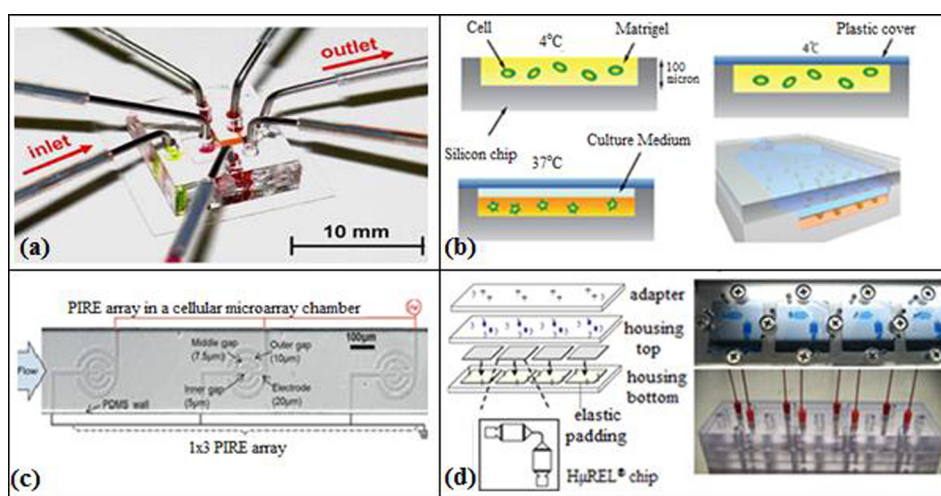 inlet
outlet
10 mm
(a)
Cell
4°C
Matrigel
100
micron
Silicon chip
Plastic cover
4°C
37°C
Culture Medium
(b)
PIRE array in a cellular microarray chamber
100μm
Middle gap
(7.5μm)
Outer gap
(10μm)
Flow
Inner gap
(5μm)
Electrode
(20μm)
PDMS wall
1x3 PIRE array
(c)
adapter
housing
top
housing
bottom
elastic
padding
HμREL® chip
(d)